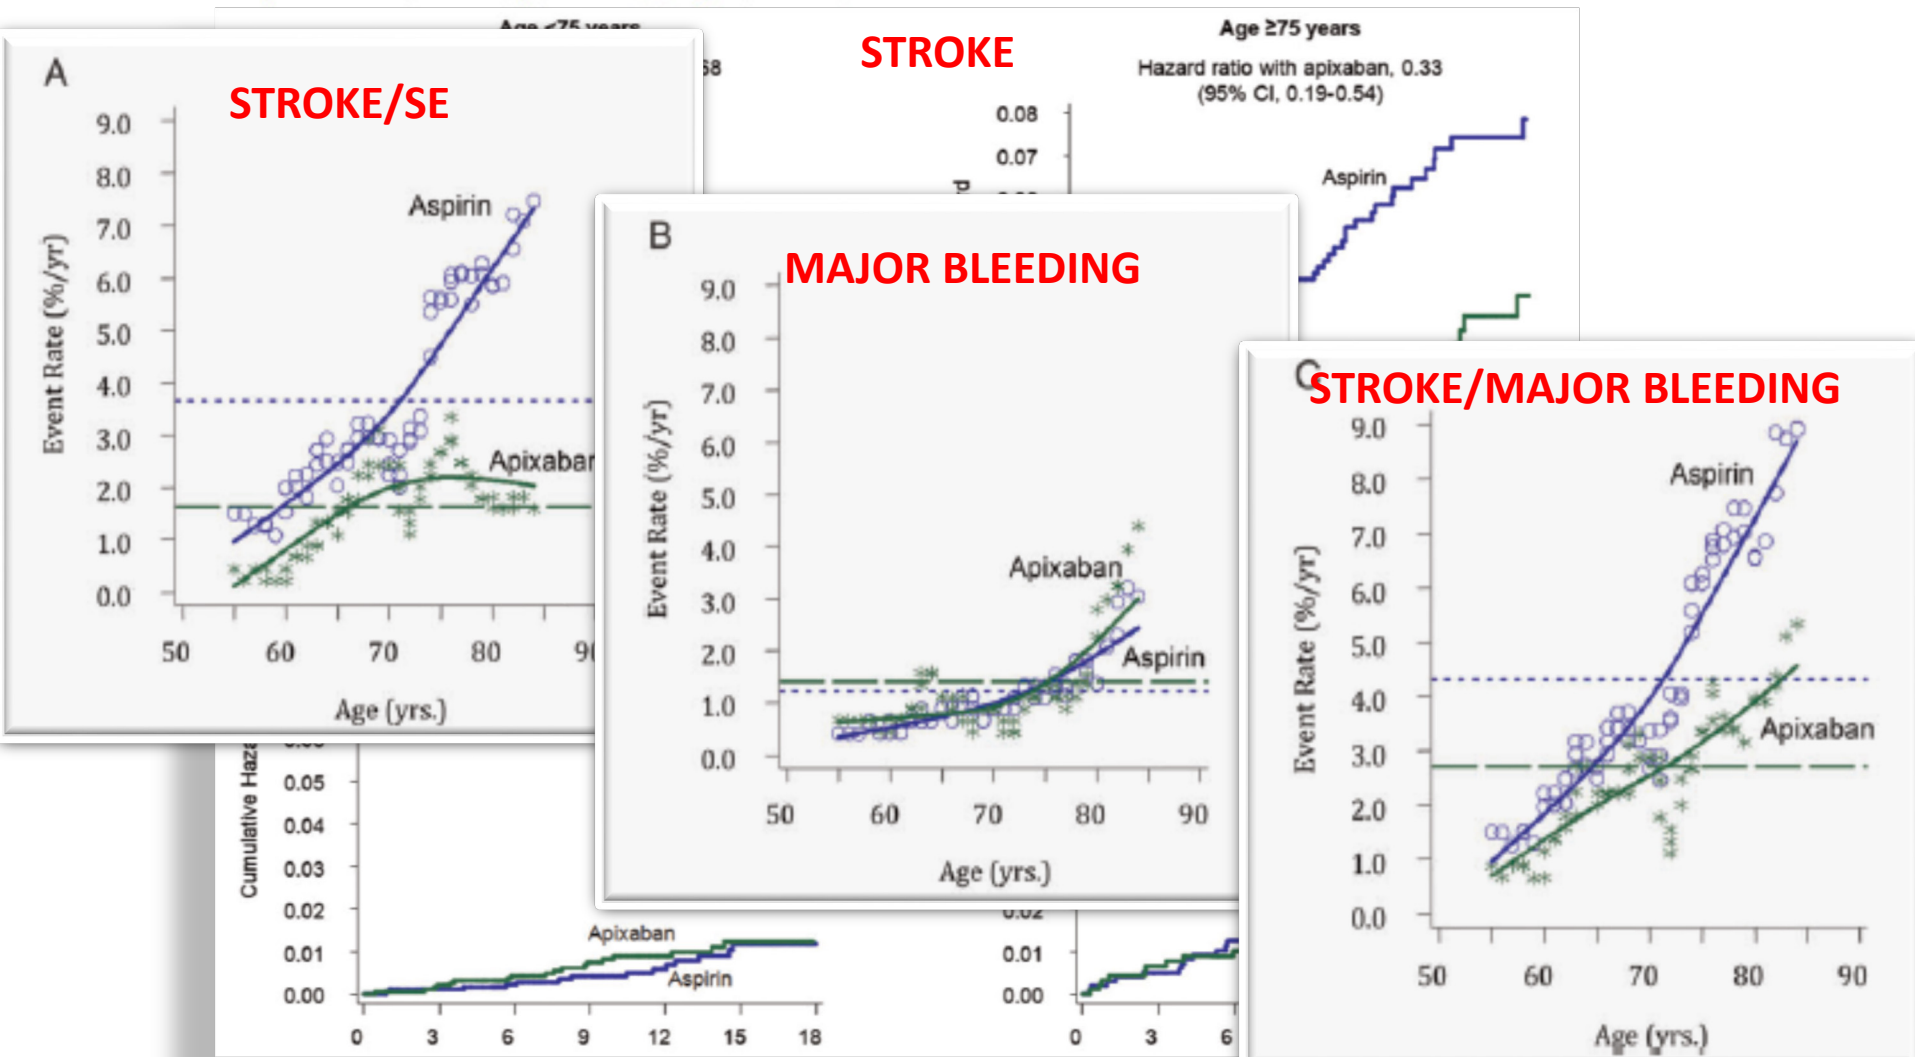 Age <75 years
68
STROKE
Age ≥75 years
Hazard ratio with apixaban, 0.33
(95% CI, 0.19-0.54)
0.08
0.07
Aspirin
A
STROKE/SE
9.0
8.0
7.0
6.0
5.0
4.0
3.0
2.0
1.0
0.0
Event Rate (%/yr)
Aspirin
Apixaban
50 60 70 80 90
Age (yrs.)
B
MAJOR BLEEDING
9.0
8.0
7.0
6.0
5.0
4.0
3.0
2.0
1.0
0.0
Event Rate (%/yr)
Apixaban
Aspirin
50 60 70 80 90
Age (yrs.)
C
STROKE/MAJOR BLEEDING
9.0
8.0
7.0
6.0
5.0
4.0
3.0
2.0
1.0
0.0
Event Rate (%/yr)
Aspirin
Apixaban
50 60 70 80 90
Age (yrs.)
Cumulative Haz
0.05
0.04
0.03
0.02
0.01
0.00
Apixaban
Aspirin
0 3 6 9 12 15 18
0.02
0.01
0.00
0 3 6